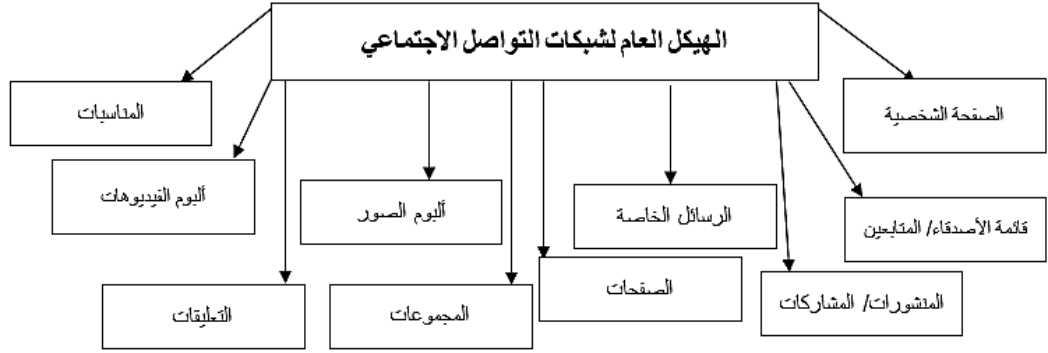 الهيكل العام لشبكات التواصل الاجتماعي
الصفحة الشخصية
المناسبات
قائمة الأصدقاء/ المتابعين
الرسائل الخاصة
ألبوم الصور
ألبوم الفيديوهات
المنشورات/ المشاركات
الصفحات
المجموعات
التعليقات